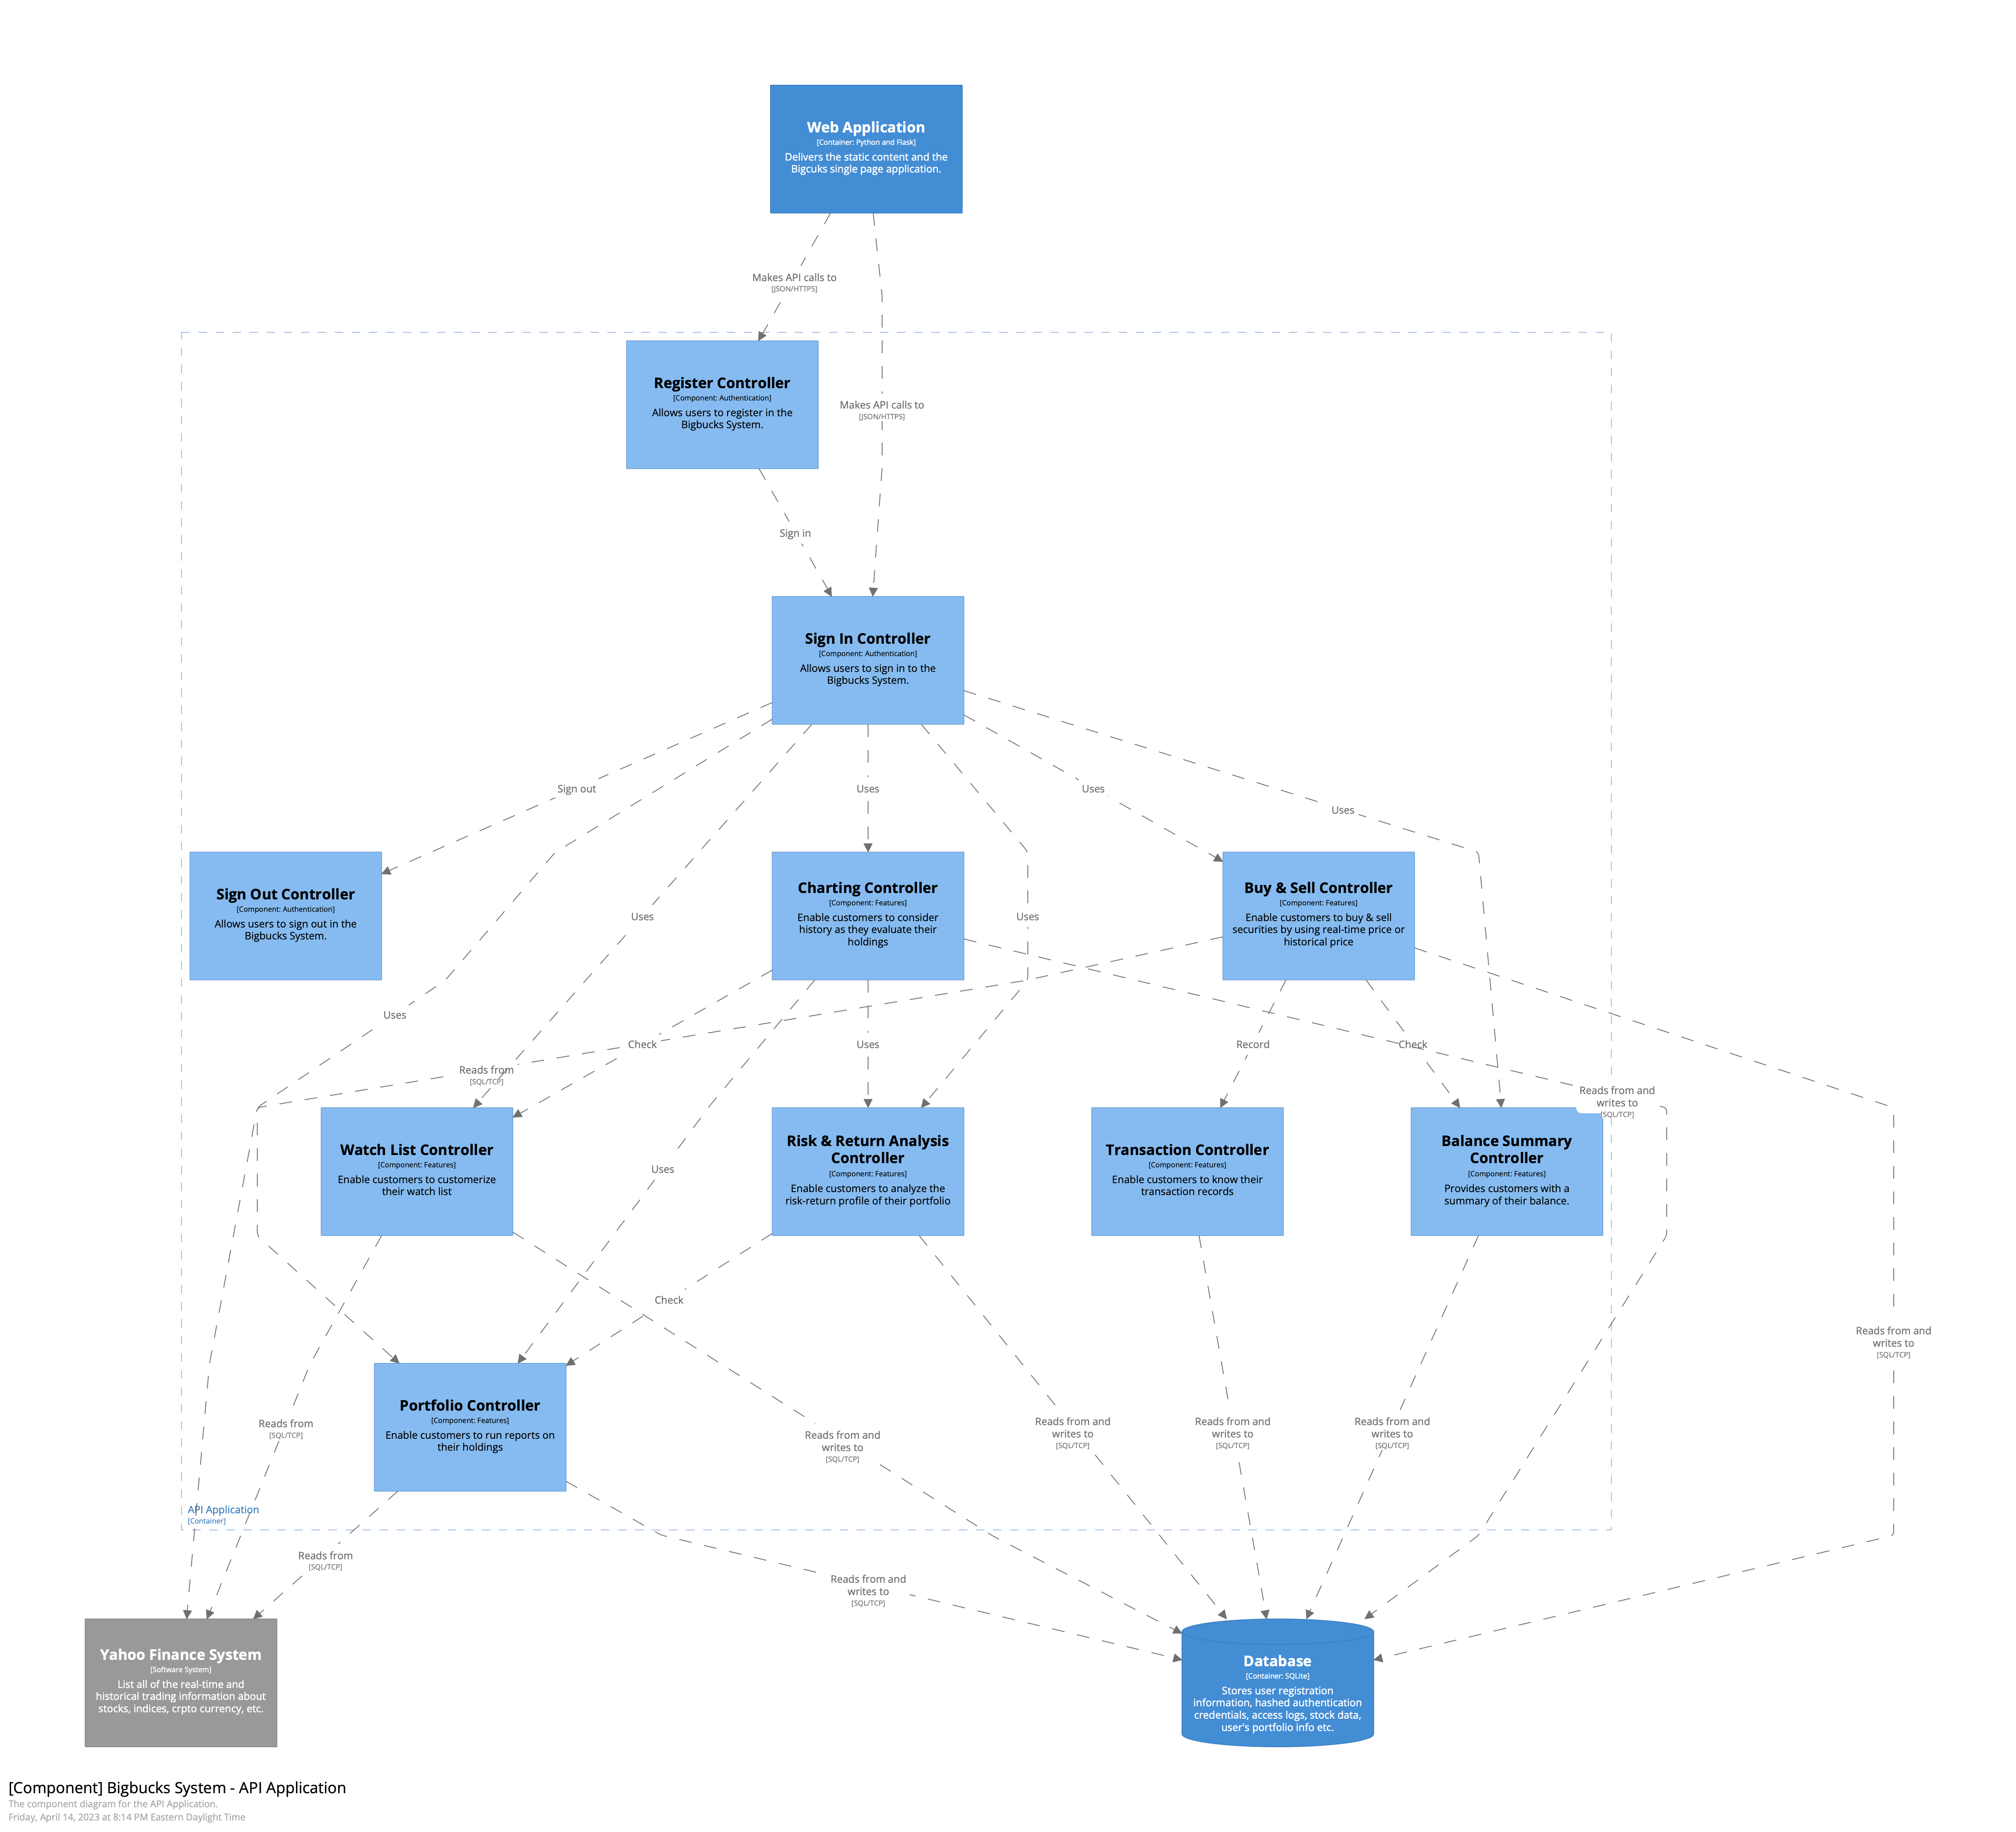 Web Application
[Container: Python and Flask]
Delivers the static content and the
Bigcuks single page application.
Makes API calls to
[JSON/HTTPS]
Register Controller
[Component: Authentication]
Allows users to register in the
Bigbucks System.
Makes API calls to
[JSON/HTTPS]
Sign in
Sign In Controller
[Component: Authentication]
Allows users to sign in to the
Bigbucks System.
Sign out
Uses
Uses
Uses
Sign Out Controller
[Component: Authentication]
Allows users to sign out in the
Bigbucks System.
Uses
Charting Controller
[Component: Features]
Enable customers to consider
history as they evaluate their
holdings
Uses
Buy & Sell Controller
[Component: Features]
Enable customers to buy & sell
securities by using real-time price or
historical price
Uses
Check
Uses
Record
Check
Reads from
[SQL/TCP]
Reads from and
writes to
[SQL/TCP]
Watch List Controller
[Component: Features]
Enable customers to customerize
their watch list
Uses
Risk & Return Analysis
Controller
[Component: Features]
Enable customers to analyze the
risk-return profile of their portfolio
Transaction Controller
[Component: Features]
Enable customers to know their
transaction records
Balance Summary
Controller
[Component: Features]
Provides customers with a
summary of their balance.
Check
Reads from and
writes to
[SQL/TCP]
Reads from
[SQL/TCP]
Portfolio Controller
[Component: Features]
Enable customers to run reports on
their holdings
Reads from and
writes to
[SQL/TCP]
Reads from and
writes to
[SQL/TCP]
Reads from and
writes to
[SQL/TCP]
Reads from and
writes to
[SQL/TCP]
API Application
[Container]
Reads from
[SQL/TCP]
Reads from and
writes to
[SQL/TCP]
Yahoo Finance System
[Software System]
List all of the real-time and
historical trading information about
stocks, indices, crpto currency, etc.
Database
[Container: SQLite]
Stores user registration
information, hashed authentication
credentials, access logs, stock data,
user's portfolio info etc.
[Component] Bigbucks System - API Application
The component diagram for the API Application.
Friday, April 14, 2023 at 8:14 PM Eastern Daylight Time